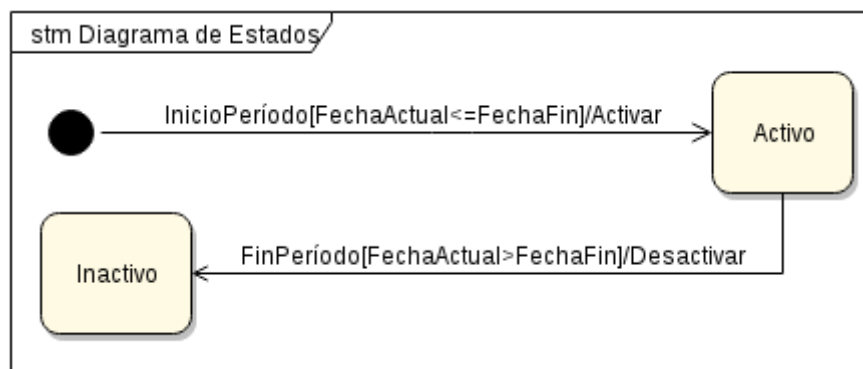 stm Diagrama de Estados
InicioPeríodo[FechaActual<=FechaFin]/Activar
Activo
FinPeríodo[FechaActual>FechaFin]/Desactivar
Inactivo